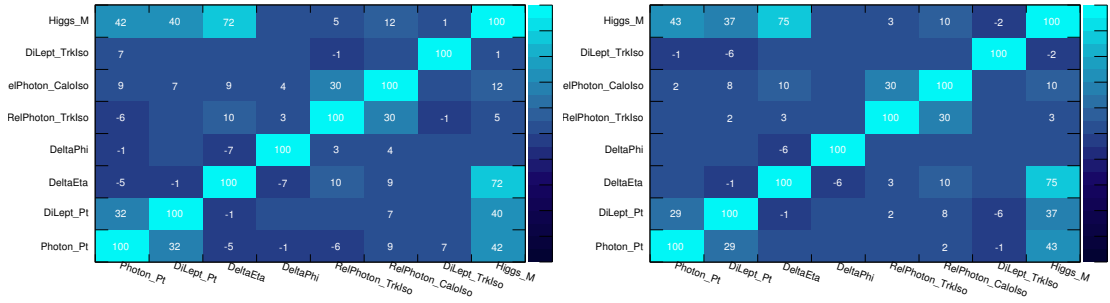 Higgs_M 42 40 72 5 12 1 100
DiLept_TrkIso 7 -1 100 1
elPhoton_CaloIso 9 7 9 4 30 100 12
RelPhoton_TrkIso -6 10 3 100 30 -1 5
DeltaPhi -1 -7 100 3 4
DeltaEta -5 -1 100 -7 10 9 72
DiLept_Pt 32 100 -1 7 40
Photon_Pt 100 32 -5 -1 -6 9 7 42
Photon_Pt DiLept_Pt DeltaEta DeltaPhi RelPhoton_TrkIso RelPhoton_CaloIso DiLept_TrkIso Higgs_M
Higgs_M 43 37 75 3 10 -2 100
DiLept_TrkIso -1 -6 100 -2
elPhoton_CaloIso 2 8 10 30 100 10
RelPhoton_TrkIso 2 3 100 30 3
DeltaPhi -6 100
DeltaEta -1 100 -6 3 10 75
DiLept_Pt 29 100 -1 2 8 -6 37
Photon_Pt 100 29 2 -1 43
Photon_Pt DiLept_Pt DeltaEta DeltaPhi RelPhoton_TrkIso RelPhoton_CaloIso DiLept_TrkIso Higgs_M